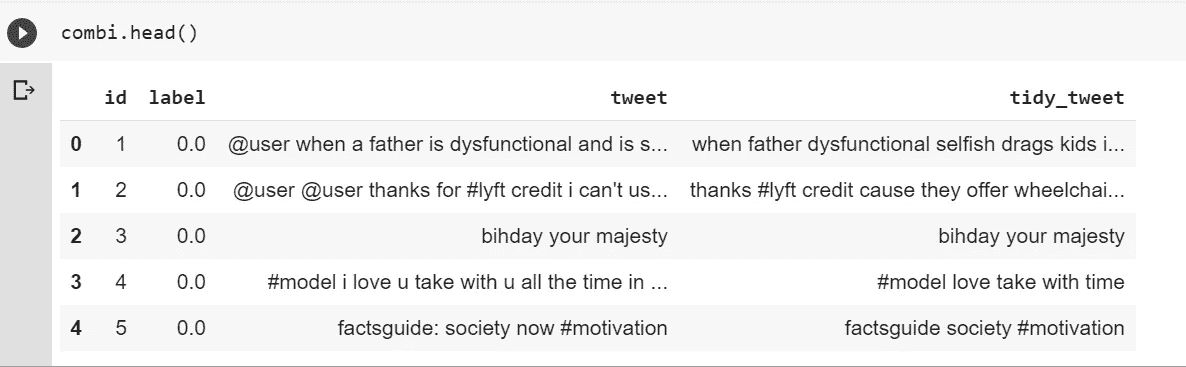 combi.head()
id label tweet tidy_tweet
0 1 0.0 @user when a father is dysfunctional and is s... when father dysfunctional selfish drags kids i...
1 2 0.0 @user @user thanks for #lyft credit i can't us... thanks #lyft credit cause they offer wheelchai...
2 3 0.0 bihday your majesty bihday your majesty
3 4 0.0 #model i love u take with u all the time in ... #model love take with time
4 5 0.0 factsguide: society now #motivation factsguide society #motivation